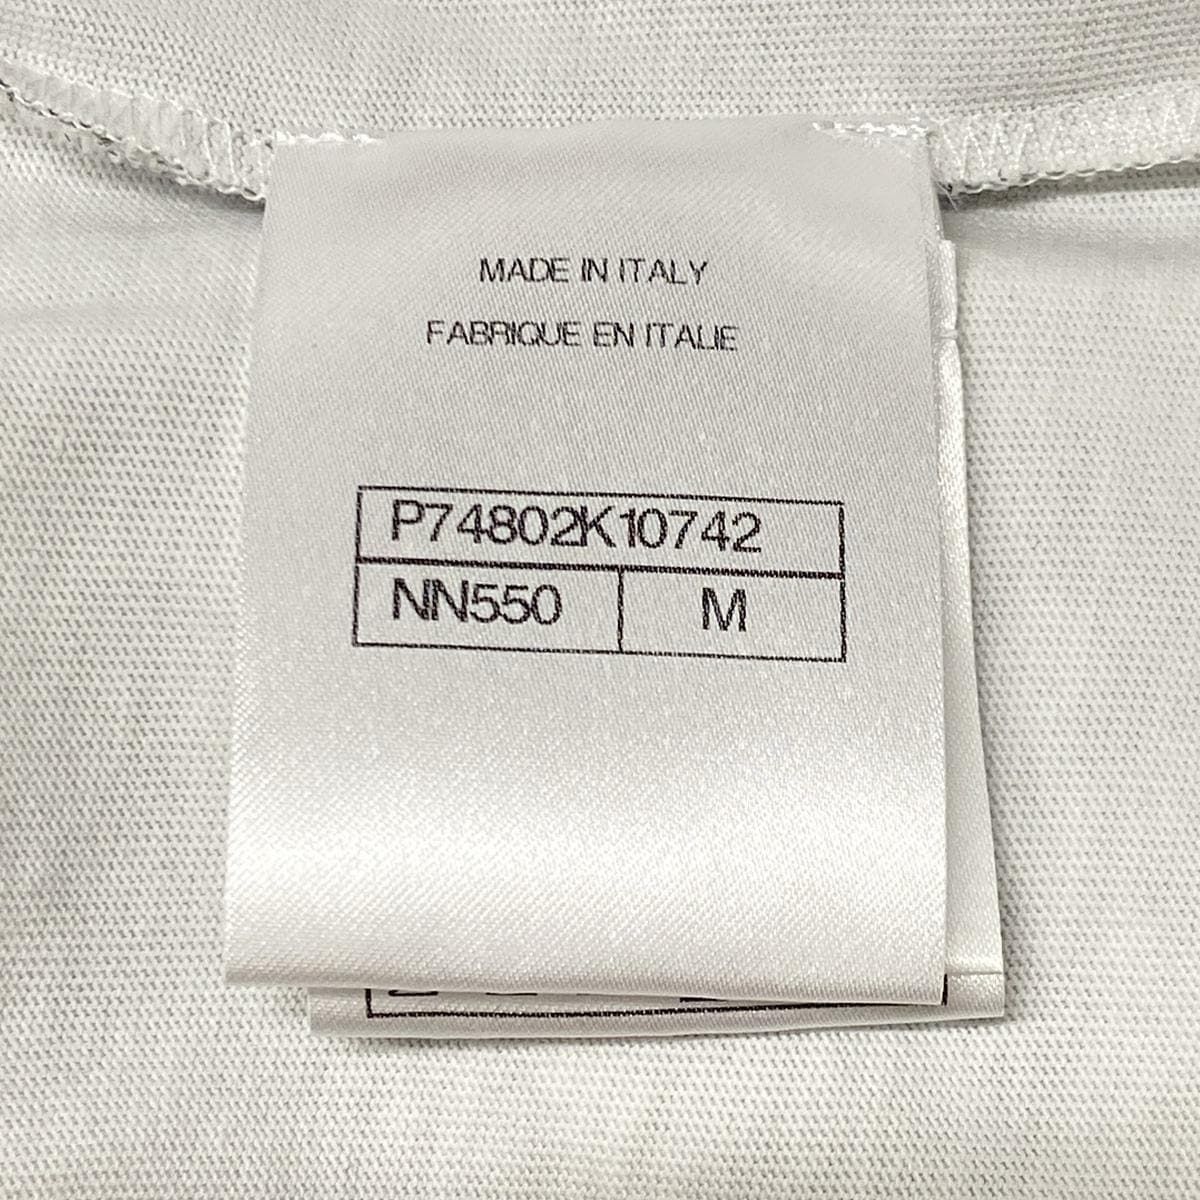 MADE IN ITALY
FABRIQUE EN ITALIE
P74802K10742
NN550 M